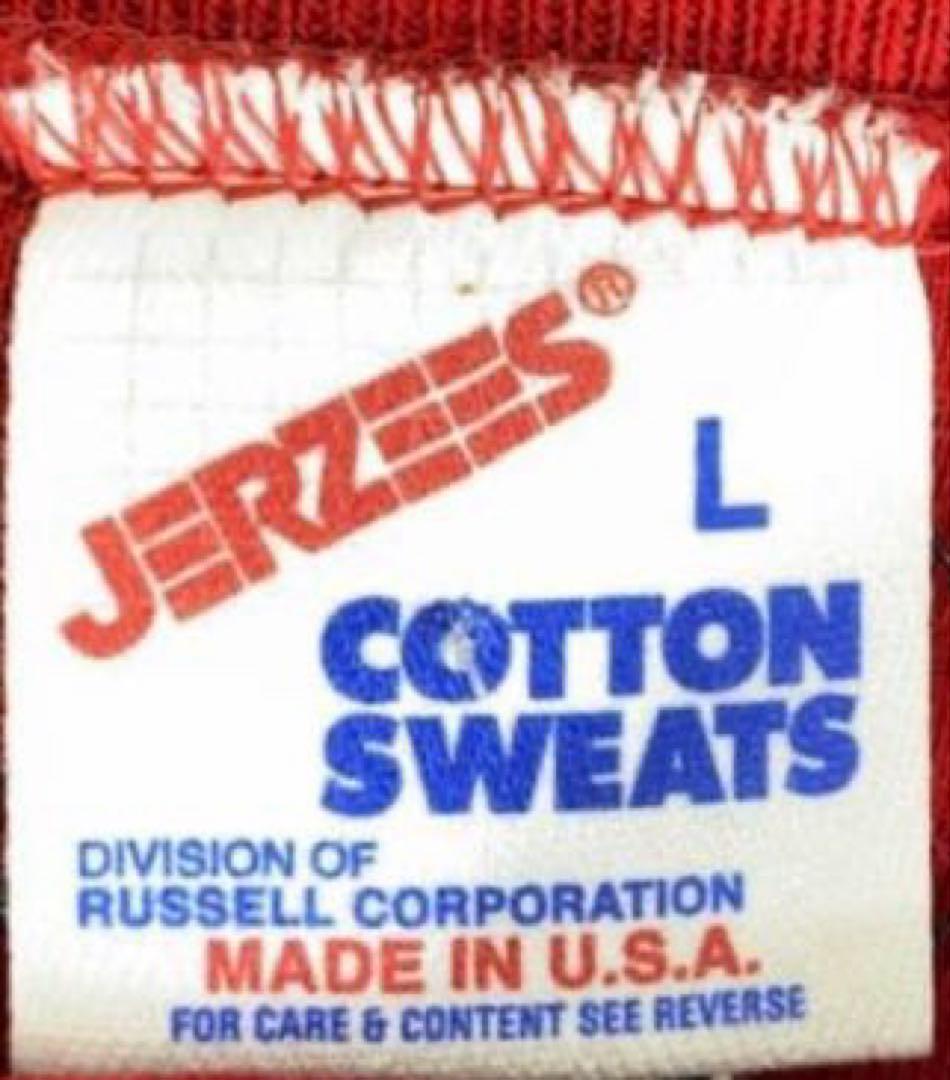 JERZEES®
L
COTTON
SWEATS
DIVISION OF
RUSSELL CORPORATION
MADE IN U.S.A.
FOR CARE & CONTENT SEE REVERSE